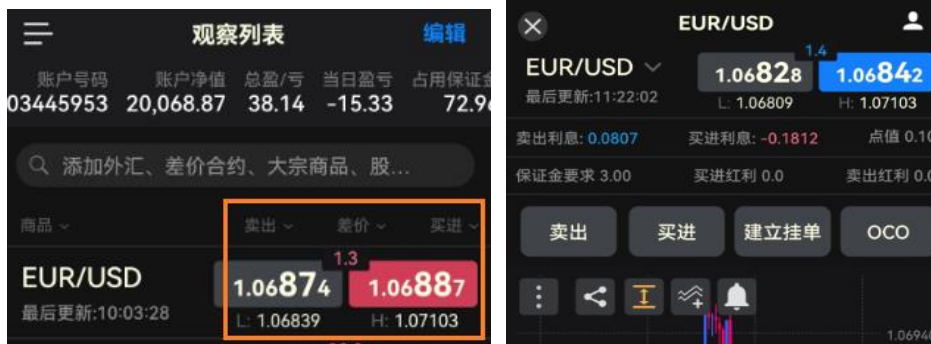 观察列表
编辑
账户号码 账户净值 总盈/亏 当日盈亏 占用保证金
03445953 20,068.87 38.14 -15.33 72.9
添加外汇、差价合约、大宗商品、股...
商品 卖出 差价 买进
EUR/USD
1.3
1.06874 1.06887
最后更新:10:03:28
L: 1.06839 H: 1.07103
EUR/USD
EUR/USD
1.4
1.06828 1.06842
最后更新:11:22:02
L: 1.06809 H: 1.07103
卖出利息: 0.0807 买进利息: -0.1812 点值 0.10
保证金要求 3.00 买进红利 0.0 卖出红利 0.0
卖出 买进 建立挂单 OCO
1.0694